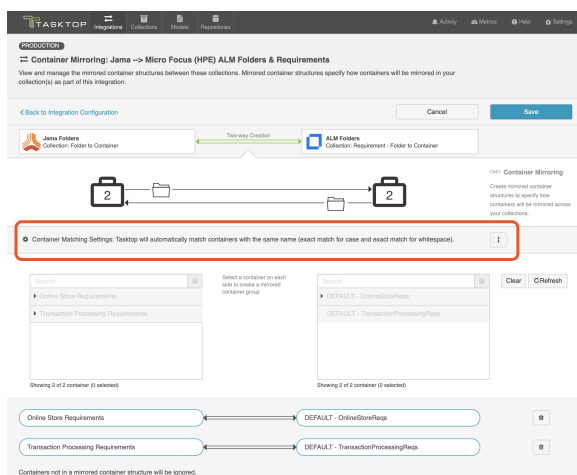 TASKTOP
Integrations
Collections
Models
Repositories
Activity
Metrics
Help
Settings
PRODUCTION
Container Mirroring: Jama --> Micro Focus (HPE) ALM Folders & Requirements
View and manage the mirrored container structures between these collections. Mirrored container structures specify how containers will be mirrored in your
collection(s) as part of this integration.
Back to Integration Configuration
Cancel
Save
Jama Folders
Collection: Folder to Container
Two-way Creation
ALM Folders
Collection: Requirement - Folder to Container
2
2
Container Mirroring
Create mirrored container
structures to specify how
containers will be mirrored across
your collections.
Container Matching Settings: Tasktop will automatically match containers with the same name (exact match for case and exact match for whitespace).
Search
Online Store Requirements
Transaction Processing Requirements
Showing 2 of 2 container (0 selected)
Select a container on each
side to create a mirrored
container group
Search
DEFAULT - OnlineStoreReqs
DEFAULT - TransactionProcessingReqs
Showing 2 of 2 container (0 selected)
Clear
Refresh
Online Store Requirements
DEFAULT - OnlineStoreReqs
Transaction Processing Requirements
DEFAULT - TransactionProcessingReqs
Containers not in a mirrored container structure will be ignored.